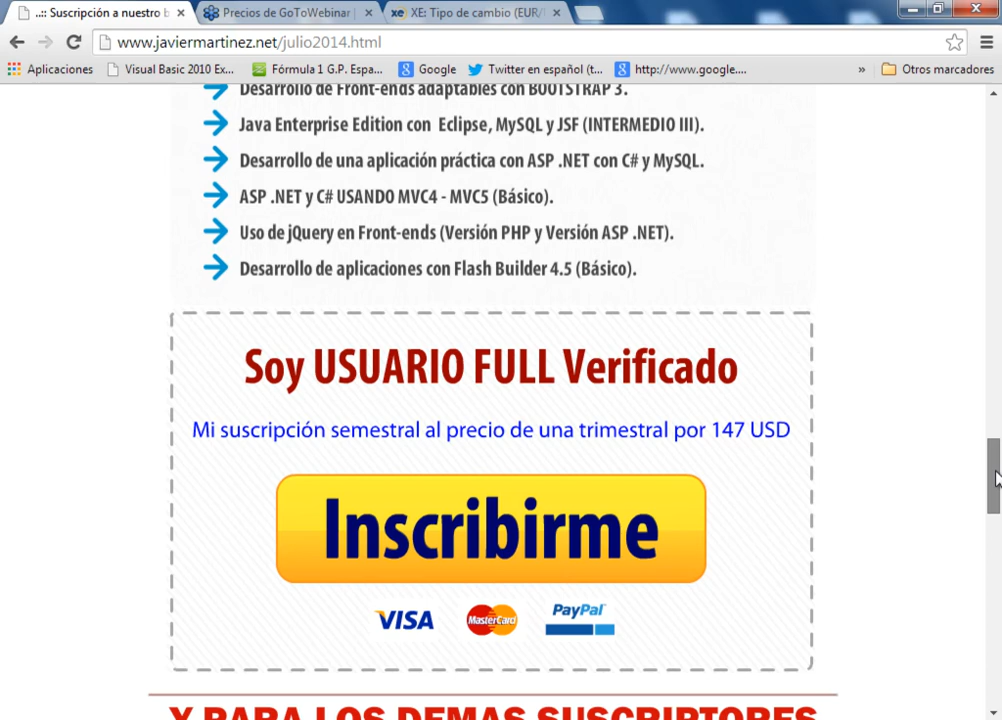 ..:: Suscripción a nuestro b
Precios de GoToWebinar |
XE: Tipo de cambio (EUR/
www.javiermartinez.net/julio2014.html
Aplicaciones
Visual Basic 2010 Ex...
Fórmula 1 G.P. Espa...
Google
Twitter en español (t...
http://www.google....
»
Otros marcadores
Desarrollo de Front-ends adaptables con BOOTSTRAP 3.
Java Enterprise Edition con Eclipse, MySQL y JSF (INTERMEDIO III).
Desarrollo de una aplicación práctica con ASP .NET con C# y MySQL.
ASP .NET y C# USANDO MVC4 - MVC5 (Básico).
Uso de jQuery en Front-ends (Versión PHP y Versión ASP .NET).
Desarrollo de aplicaciones con Flash Builder 4.5 (Básico).
Soy USUARIO FULL Verificado
Mi suscripción semestral al precio de una trimestral por 147 USD
Inscribirme
VISA
MasterCard
PayPal
Y PARA LOS DEMAS SUSCRIPTORES